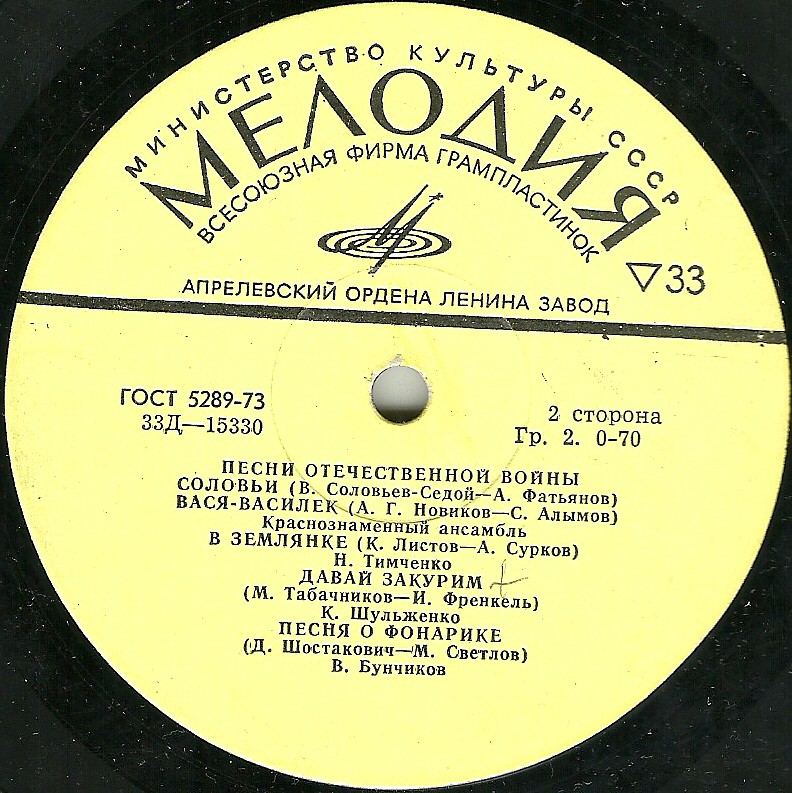 МИНИСТЕРСТВО КУЛЬТУРЫ СССР
МЕЛОДИЯ
ВСЕСОЮЗНАЯ ФИРМА ГРАМПЛАСТИНОК
▽33
АПРЕЛЕВСКИЙ ОРДЕНА ЛЕНИНА ЗАВОД
ГОСТ 5289-73
33Д—15330
2 сторона
Гр. 2. 0-70
ПЕСНИ ОТЕЧЕСТВЕННОЙ ВОЙНЫ
СОЛОВЬИ (В. Соловьев-Седой—А. Фатьянов)
ВАСЯ-ВАСИЛЕК (А. Г. Новиков—С. Алымов)
Краснознаменный ансамбль
В ЗЕМЛЯНКЕ (К. Листов—А. Сурков)
Н. Тимченко
ДАВАЙ ЗАКУРИМ +
(М. Табачников—И. Френкель)
К. Шульженко
ПЕСНЯ О ФОНАРИКЕ
(Д. Шостакович—М. Светлов)
В. Бунчиков